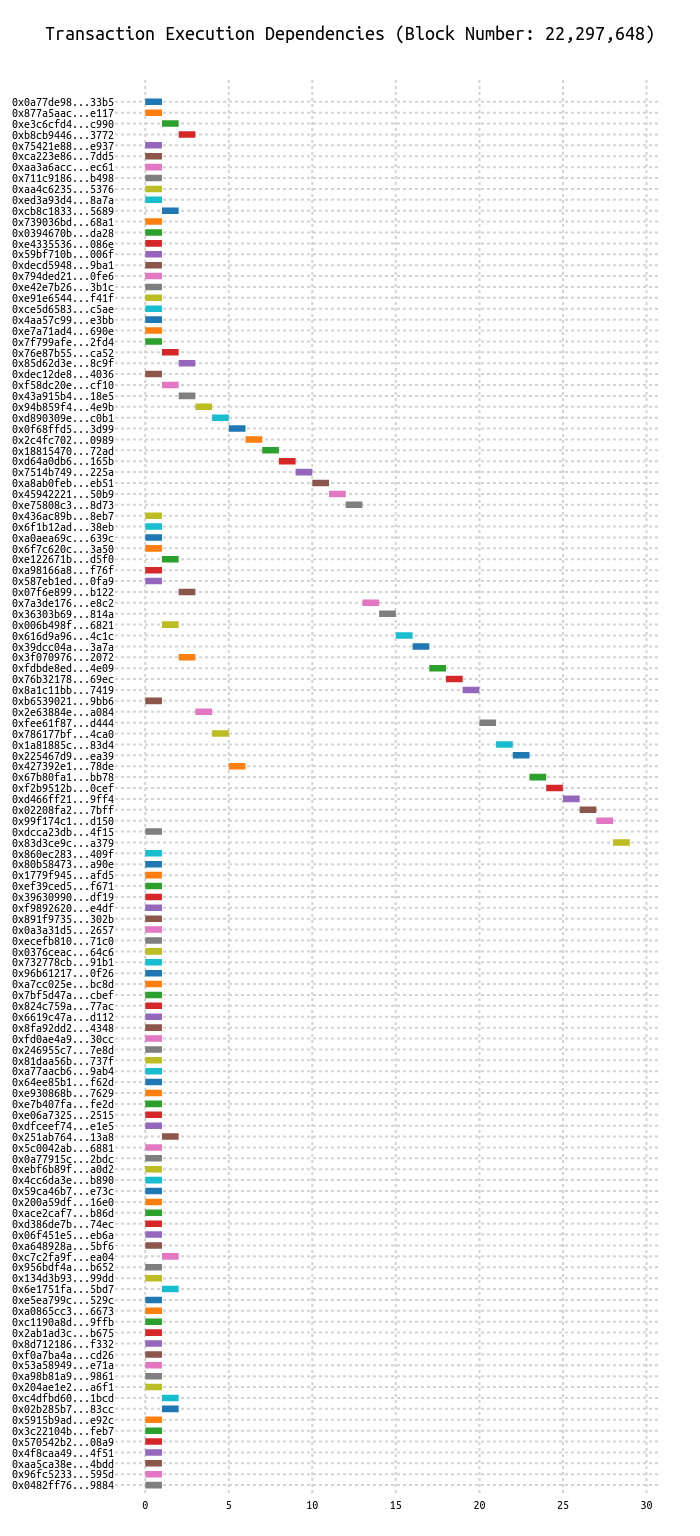 Transaction Execution Dependencies (Block Number: 22,297,648)
0x0a77de98...33b5
0x877a5aac...e117
0xe3c6cfd4...c990
0xb8cb9446...3772
0x75421e88...e937
0xca223e86...7dd5
0xaa3a6acc...ec61
0x711c9186...b498
0xaa4c6235...5376
0xed3a93d4...8a7a
0xcb8c1833...5689
0x739036bd...68a1
0x0394670b...da28
0xe4335536...086e
0x59bf710b...006f
0xdecd5948...9ba1
0x794ded21...0fe6
0xe42e7b26...3b1c
0xe91e6544...f41f
0xce5d6583...c5ae
0x4aa57c99...e3bb
0xe7a71ad4...690e
0x7f799afe...2fd4
0x76e87b55...ca52
0x85d62d3e...8c9f
0xdec12de8...4036
0xf58dc20e...cf10
0x43a915b4...18e5
0x94b859f4...4e9b
0xd890309e...c0b1
0x0f68ffd5...3d99
0x2c4fc702...0989
0x18815470...72ad
0xd64a0db6...165b
0x7514b749...225a
0xa8ab0feb...eb51
0x45942221...50b9
0xe75808c3...8d73
0x436ac89b...8eb7
0x6f1b12ad...38eb
0xa0aea69c...639c
0x6f7c620c...3a50
0xe122671b...d5f0
0xa98166a8...f76f
0x587eb1ed...0fa9
0x07f6e899...b122
0x7a3de176...e8c2
0x36303b69...814a
0x006b498f...6821
0x616d9a96...4c1c
0x39dcc04a...3a7a
0x3f070976...2072
0xfdbde8ed...4e09
0x76b32178...69ec
0x8a1c11bb...7419
0xb6539021...9bb6
0x2e63884e...a084
0xfee61f87...d444
0x786177bf...4ca0
0x1a81885c...83d4
0x225467d9...ea39
0x427392e1...78de
0x67b80fa1...bb78
0xf2b9512b...0cef
0xd466ff21...9ff4
0x02208fa2...7bff
0x99f174c1...d150
0xdcca23db...4f15
0x83d3ce9c...a379
0x860ec283...409f
0x80b58473...a90e
0x1779f945...afd5
0xef39ced5...f671
0x39630990...df19
0xf9892620...e4df
0x891f9735...302b
0x0a3a31d5...2657
0xecefb810...71c0
0x0376ceac...64c6
0x732778cb...91b1
0x96b61217...0f26
0xa7cc025e...bc8d
0x7bf5d47a...cbef
0x824c759a...77ac
0x6619c47a...d112
0x8fa92dd2...4348
0xfd0ae4a9...30cc
0x246955c7...7e8d
0x81daa56b...737f
0xa77aacb6...9ab4
0x64ee85b1...f62d
0xe930868b...7629
0xe7b407fa...fe2d
0xe06a7325...2515
0xdfceef74...e1e5
0x251ab764...13a8
0x5c0042ab...6881
0x0a77915c...2bdc
0xebf6b89f...a0d2
0x4cc6da3e...b890
0x59ca46b7...e73c
0x200a59df...16e0
0xace2caf7...b86d
0xd386de7b...74ec
0x06f451e5...eb6a
0xa648928a...5bf6
0xc7c2fa9f...ea04
0x956bdf4a...b652
0x134d3b93...99dd
0x6e1751fa...5bd7
0xe5ea799c...529c
0xa0865cc3...6673
0xc1190a8d...9ffb
0x2ab1ad3c...b675
0x8d712186...f332
0xf0a7ba4a...cd26
0x53a58949...e71a
0xa98b81a9...9861
0x204ae1e2...a6f1
0xc4dfbd60...1bcd
0x02b285b7...83cc
0x5915b9ad...e92c
0x3c22104b...feb7
0x570542b2...08a9
0x4f8caa49...4f51
0xaa5ca38e...4bdd
0x96fc5233...595d
0x0482ff76...9884
0 5 10 15 20 25 30